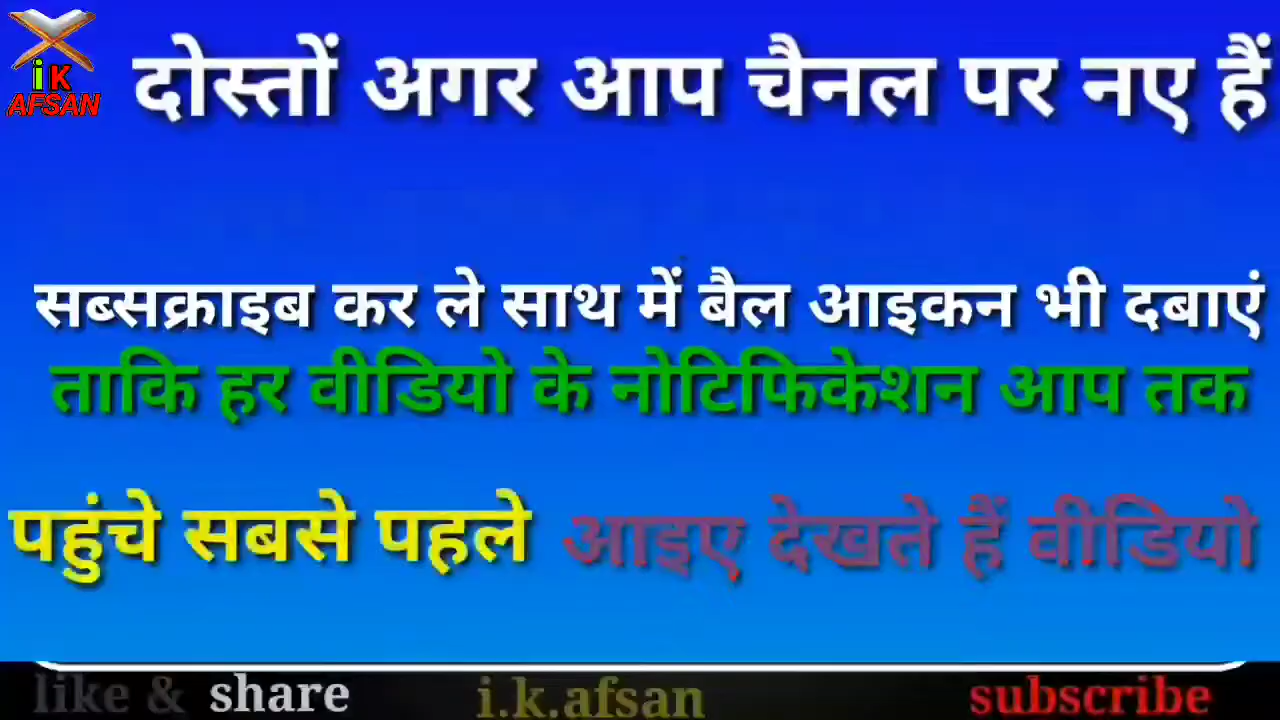 i K
AFSAN
दोस्तों अगर आप चैनल पर नए हैं
सब्सक्राइब कर ले साथ में बैल आइकन भी दबाएं
ताकि हर वीडियो के नोटिफिकेशन आप तक
पहुंचे सबसे पहले आइए देखते हैं वीडियो
like & share i.k.afsan subscribe